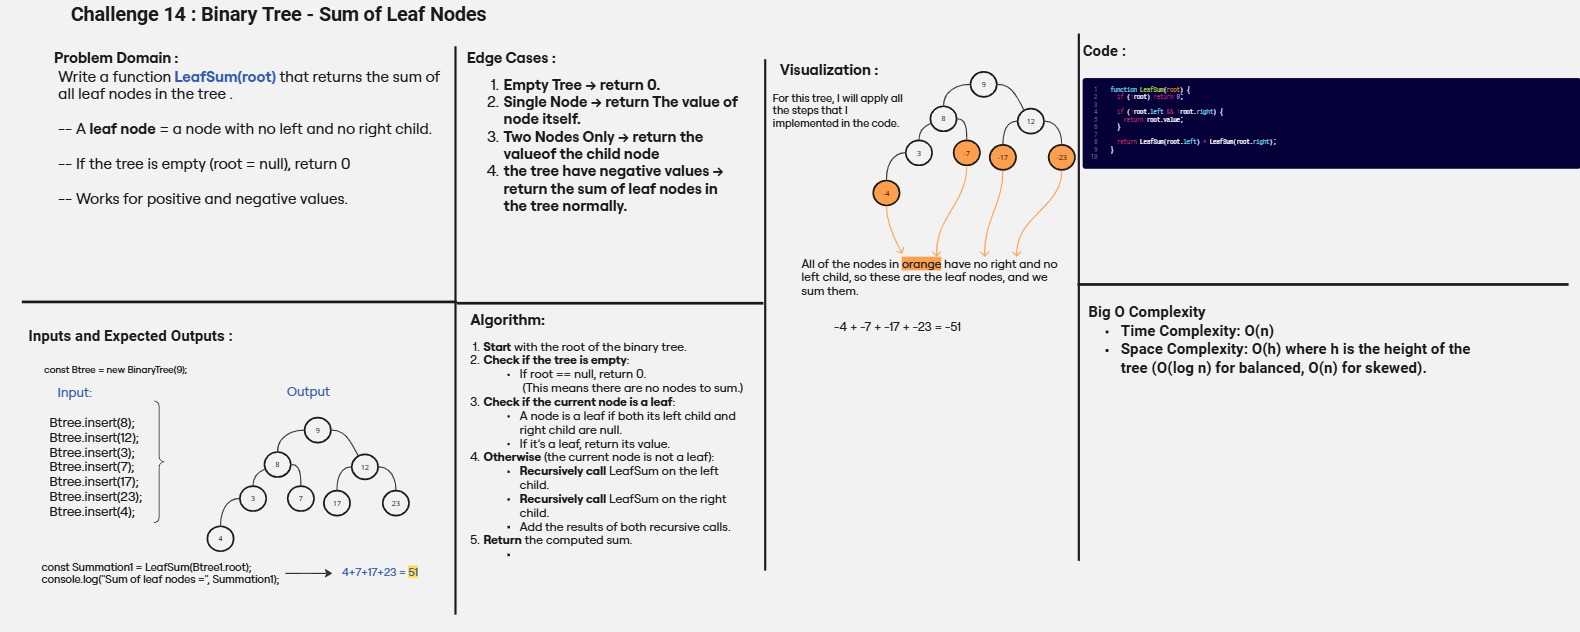 Challenge 14 : Binary Tree - Sum of Leaf Nodes
Problem Domain :
Write a function LeafSum(root) that returns the sum of
all leaf nodes in the tree .
-- A leaf node = a node with no left and no right child.
-- If the tree is empty (root = null), return 0
-- Works for positive and negative values.
Edge Cases :
1. Empty Tree → return 0.
2. Single Node → return The value of
node itself.
3. Two Nodes Only → return the
valueof the child node
4. the tree have negative values →
return the sum of leaf nodes in
the tree normally.
Visualization :
For this tree, I will apply all
the steps that I
implemented in the code.
9
8
12
3
-7
-17
-23
-4
All of the nodes in orange have no right and no
left child, so these are the leaf nodes, and we
sum them.
-4 + -7 + -17 + -23 = -51
Code :
1 function LeafSum(root) {
2 if (!root) return 0;
3
4 if (!root.left && !root.right) {
5 return root.value;
6 }
7
8 return LeafSum(root.left) + LeafSum(root.right);
9 }
10
Inputs and Expected Outputs :
const Btree = new BinaryTree(9);
Input:
Btree.insert(8);
Btree.insert(12);
Btree.insert(3);
Btree.insert(7);
Btree.insert(17);
Btree.insert(23);
Btree.insert(4);
Output
9
8
12
3
7
17
23
4
const Summation1 = LeafSum(Btree1.root);
console.log("Sum of leaf nodes =", Summation1);
4+7+17+23 = 51
Algorithm:
1. Start with the root of the binary tree.
2. Check if the tree is empty:
• If root == null, return 0.
(This means there are no nodes to sum.)
3. Check if the current node is a leaf:
• A node is a leaf if both its left child and
right child are null.
• If it's a leaf, return its value.
4. Otherwise (the current node is not a leaf):
• Recursively call LeafSum on the left
child.
• Recursively call LeafSum on the right
child.
• Add the results of both recursive calls.
5. Return the computed sum.
•
Big O Complexity
• Time Complexity: O(n)
• Space Complexity: O(h) where h is the height of the
tree (O(log n) for balanced, O(n) for skewed).